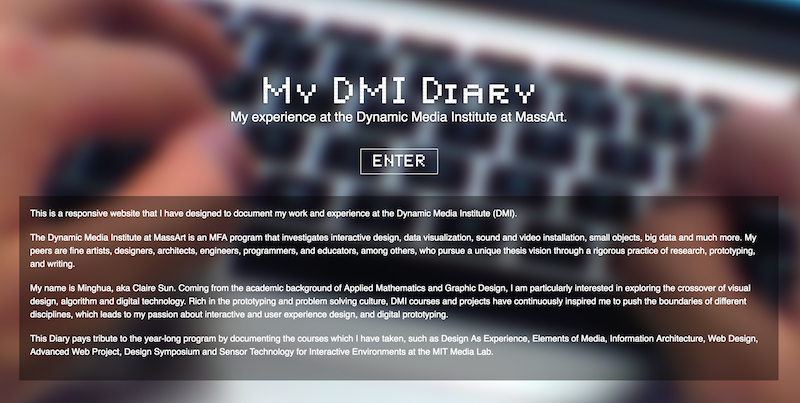 My DMI Diary
My experience at the Dynamic Media Institute at MassArt.
ENTER
This is a responsive website that I have designed to document my work and experience at the Dynamic Media Institute (DMI).
The Dynamic Media Institute at MassArt is an MFA program that investigates interactive design, data visualization, sound and video installation, small objects, big data and much more. My
peers are fine artists, designers, architects, engineers, programmers, and educators, among others, who pursue a unique thesis vision through a rigorous practice of research, prototyping,
and writing.
My name is Minghua, aka Claire Sun. Coming from the academic background of Applied Mathematics and Graphic Design, I am particularly interested in exploring the crossover of visual
design, algorithm and digital technology. Rich in the prototyping and problem solving culture, DMI courses and projects have continuously inspired me to push the boundaries of different
disciplines, which leads to my passion about interactive and user experience design, and digital prototyping.
This Diary pays tribute to the year-long program by documenting the courses which I have taken, such as Design As Experience, Elements of Media, Information Architecture, Web Design,
Advanced Web Project, Design Symposium and Sensor Technology for Interactive Environments at the MIT Media Lab.